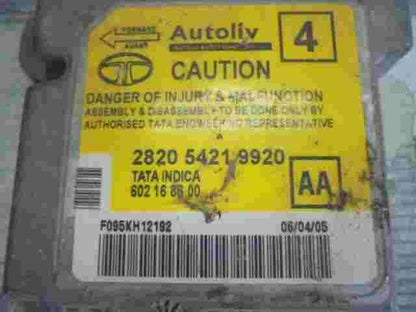 FORWARD
Autoliv
4
CAUTION
DANGER OF INJURY & MALFUNCTION
ASSEMBLY & DISASSEMBLY TO BE DONE ONLY BY
AUTHORISED TATA ENGINEERING REPRESENTATIVE
2820 5421 9920
TATA INDICA
602 16 86 00
AA
F095KH12192
06/04/05